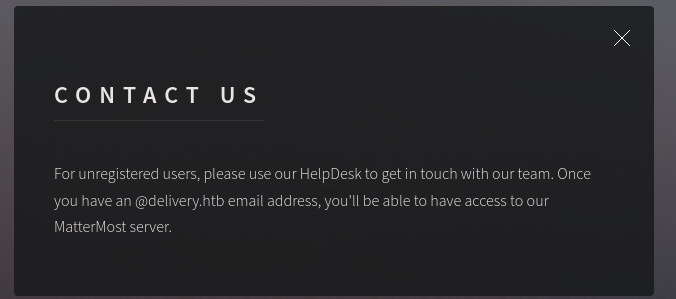 CONTACT US
For unregistered users, please use our HelpDesk to get in touch with our team. Once
you have an @delivery.htb email address, you'll be able to have access to our
MatterMost server.